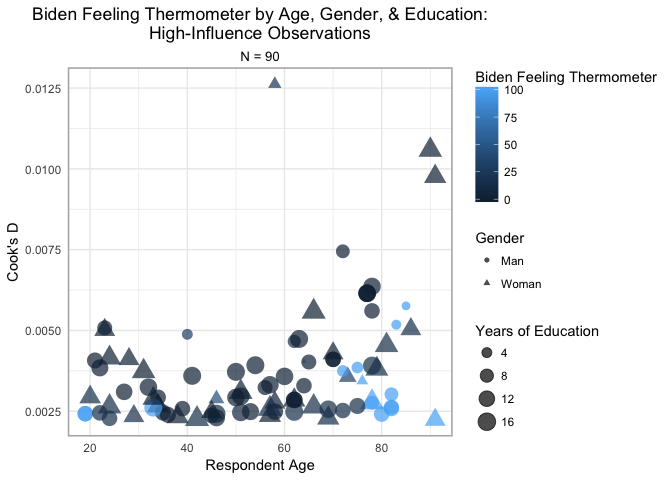 Biden Feeling Thermometer by Age, Gender, & Education:
High-Influence Observations
N = 90
Cook's D
0.0125
0.0100
0.0075
0.0050
0.0025
20
40
60
80
Respondent Age
Biden Feeling Thermometer
100
75
50
25
0
Gender
Man
Woman
Years of Education
4
8
12
16